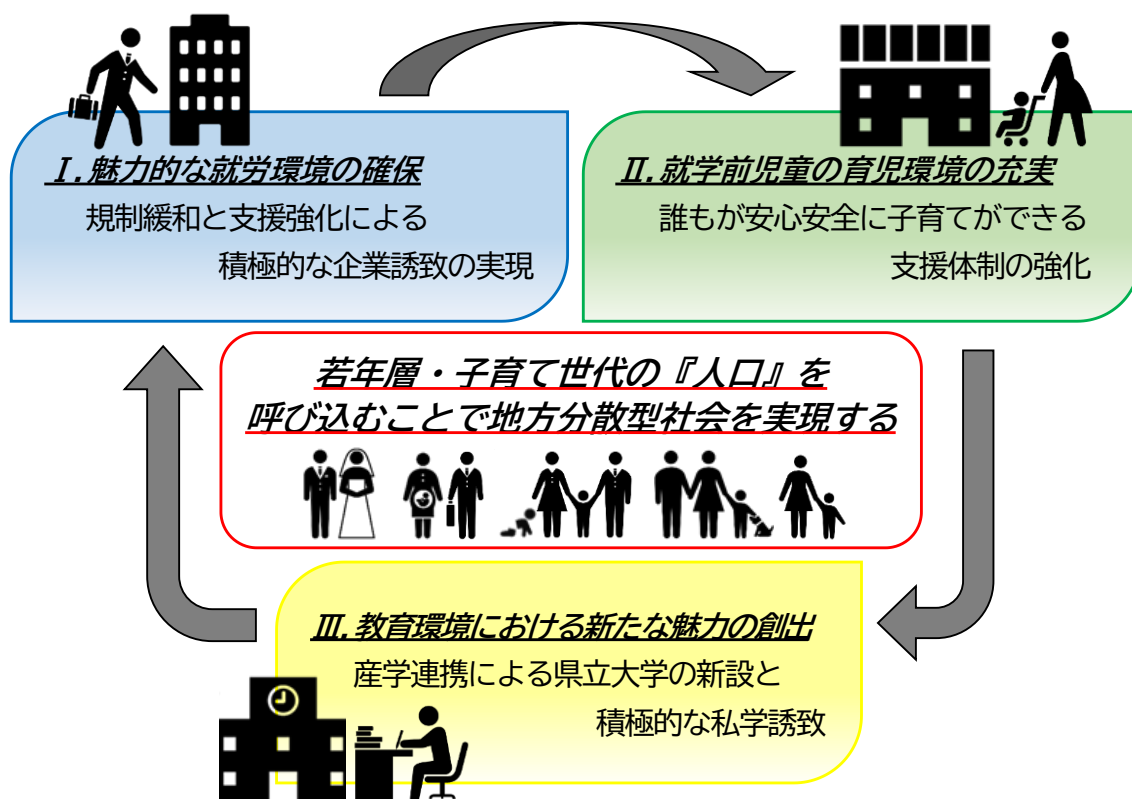 Ⅰ.魅力的な就労環境の確保
規制緩和と支援強化による
積極的な企業誘致の実現
Ⅱ.就学前児童の育児環境の充実
誰もが安心安全に子育てができる
支援体制の強化
若年層・子育て世代の『人口』を
呼び込むことで地方分散型社会を実現する
Ⅲ.教育環境における新たな魅力の創出
産学連携による県立大学の新設と
積極的な私学誘致